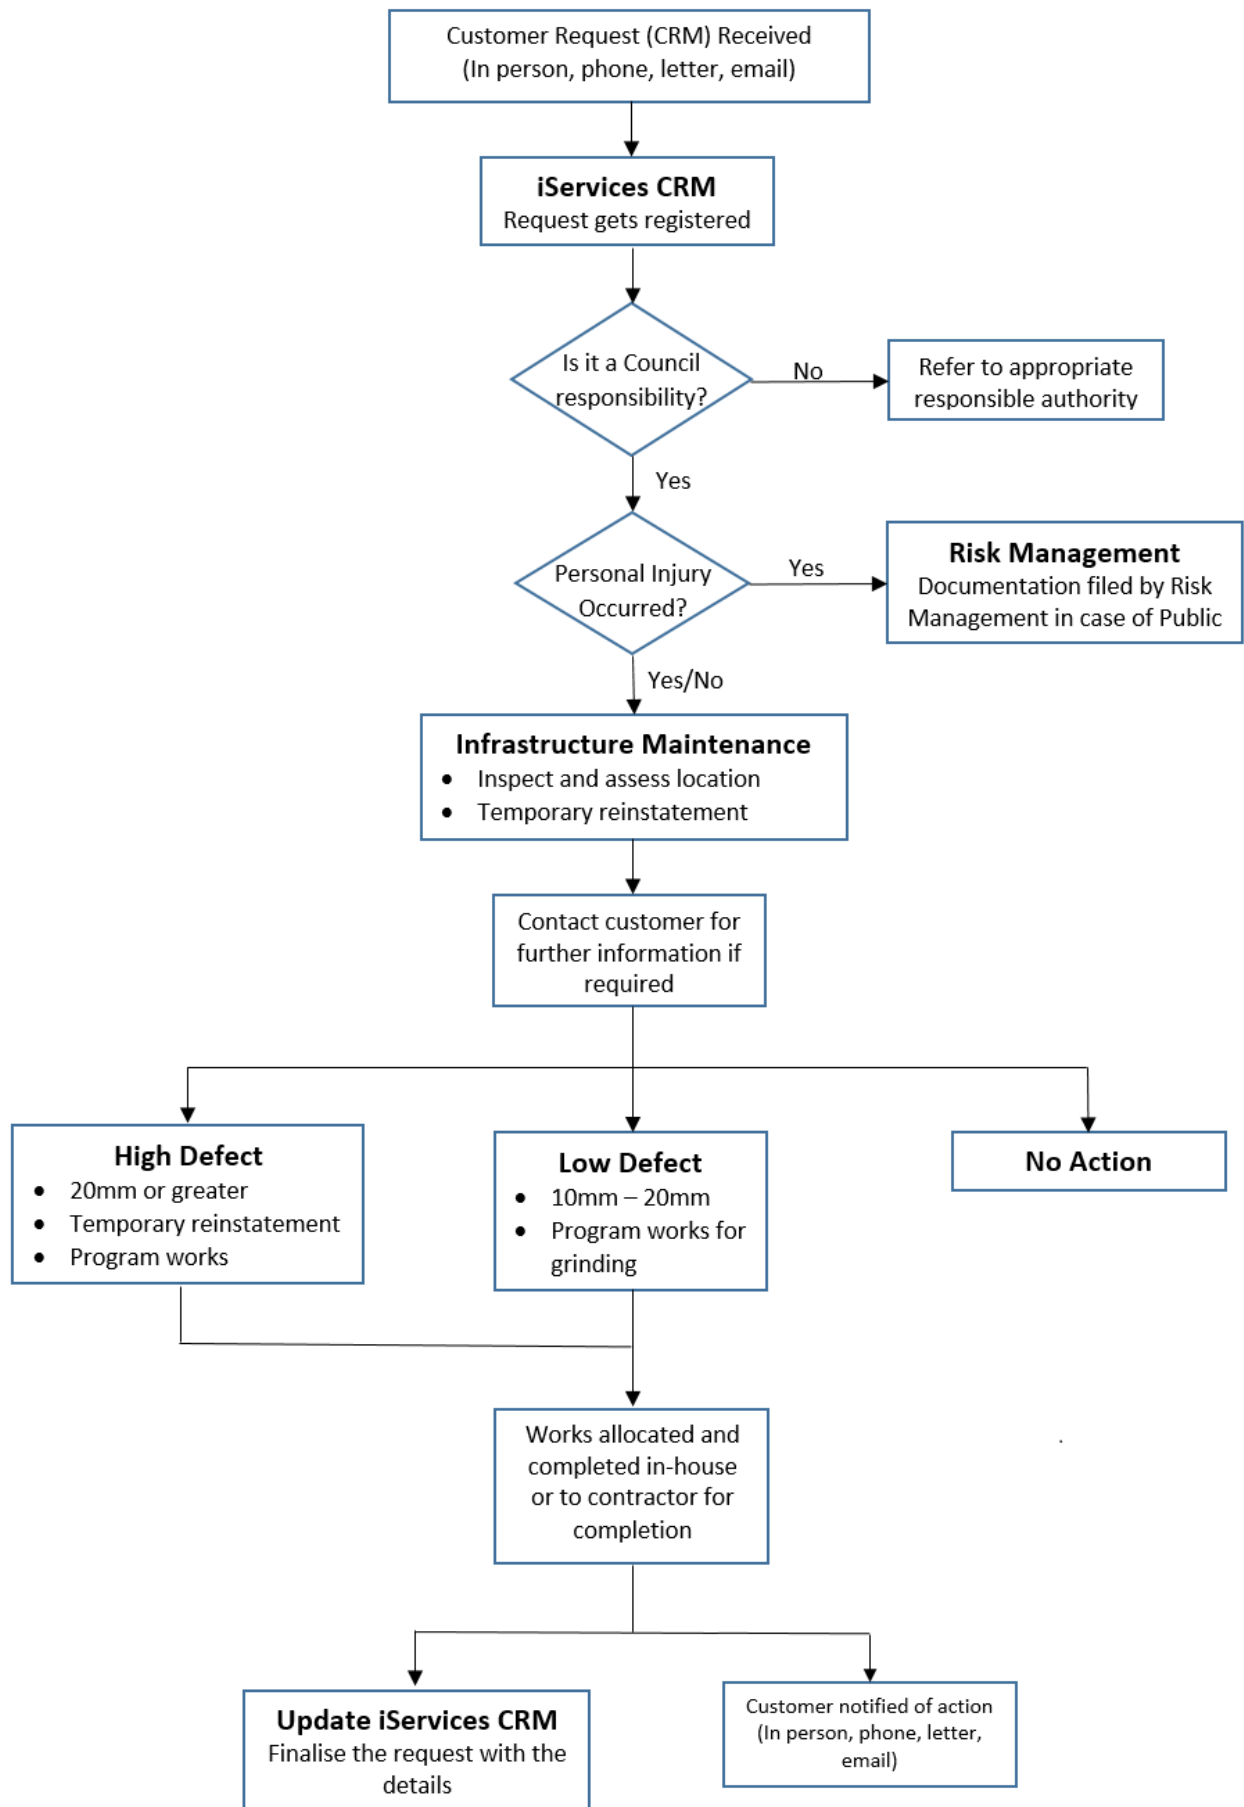 Customer Request (CRM) Received
(In person, phone, letter, email)
iServices CRM
Request gets registered
Is it a Council
responsibility?
No
Refer to appropriate
responsible authority
Yes
Personal Injury
Occurred?
Yes
Risk Management
Documentation filed by Risk
Management in case of Public
Yes/No
Infrastructure Maintenance
• Inspect and assess location
• Temporary reinstatement
Contact customer for
further information if
required
High Defect
• 20mm or greater
• Temporary reinstatement
• Program works
Low Defect
• 10mm – 20mm
• Program works for
grinding
No Action
Works allocated and
completed in-house
or to contractor for
completion
Update iServices CRM
Finalise the request with the
details
Customer notified of action
(In person, phone, letter,
email)